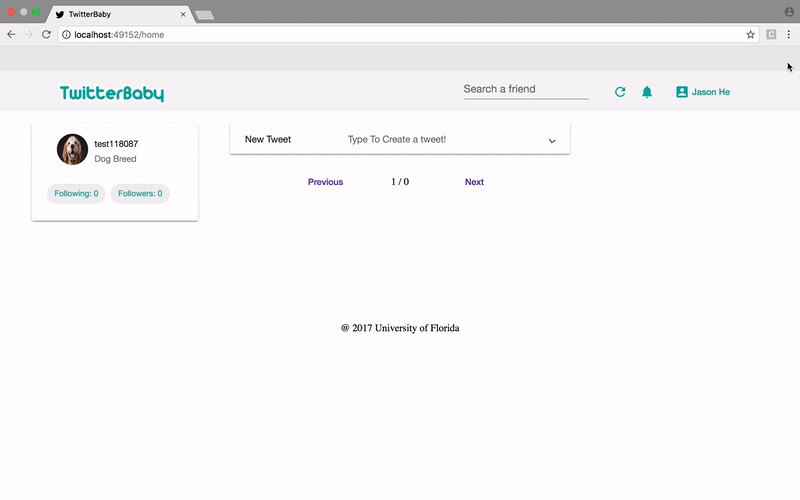 TwitterBaby
localhost:49152/home
TwitterBaby
Search a friend
Jason He
test118087
Dog Breed
Following: 0
Followers: 0
New Tweet
Type To Create a tweet!
Previous
1 / 0
Next
@ 2017 University of Florida